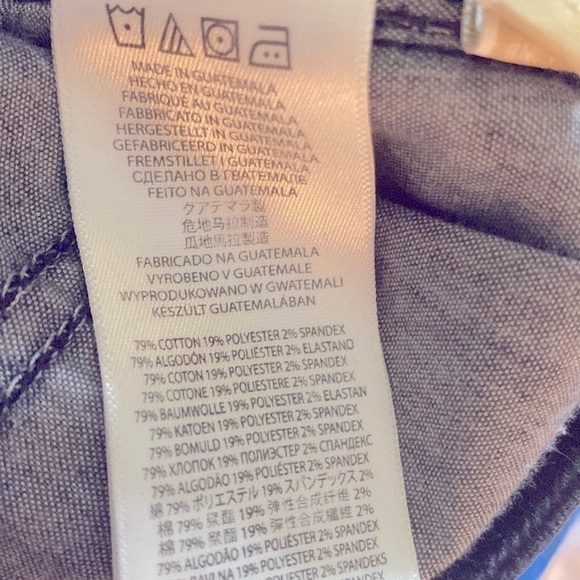 MADE IN GUATEMALA
HECHO EN GUATEMALA
FABRIQUÉ AU GUATEMALA
FABBRICATO IN GUATEMALA
HERGESTELLT IN GUATEMALA
GEFABRICEERD IN GUATEMALA
FREMSTILLET I GUATEMALA
СДЕЛАНО В ГВАТЕМАЛЕ
FEITO NA GUATEMALA
グアテマラ製
危地马拉制造
瓜地馬拉製造
FABRICADO NA GUATEMALA
VYROBENO V GUATEMALE
WYPRODUKOWANO W GWATEMALI
KÉSZÜLT GUATEMALÁBAN
79% COTTON 19% POLYESTER 2% SPANDEX
79% ALGODÓN 19% POLIÉSTER 2% ELASTANO
79% COTON 19% POLYESTER 2% SPANDEX
79% COTONE 19% POLIESTERE 2% SPANDEX
79% BAUMWOLLE 19% POLYESTER 2% ELASTAN
79% KATOEN 19% POLYESTER 2% SPANDEX
79% BOMULD 19% POLYESTER 2% SPANDEX
79% ХЛОПОК 19% ПОЛИЭСТЕР 2% СПАНДЕКС
79% ALGODÃO 19% POLIÉSTER 2% SPANDEX
綿 79% ポリエステル 19% スパンデックス 2%
棉 79% 聚酯 19% 弹性合成纤维 2%
棉 79% 聚酯 19% 彈性合成纖維 2%
79% ALGODÃO 19% POLIÉSTER 2% SPANDEX
19% POLYESTER 2% SPANDEKS